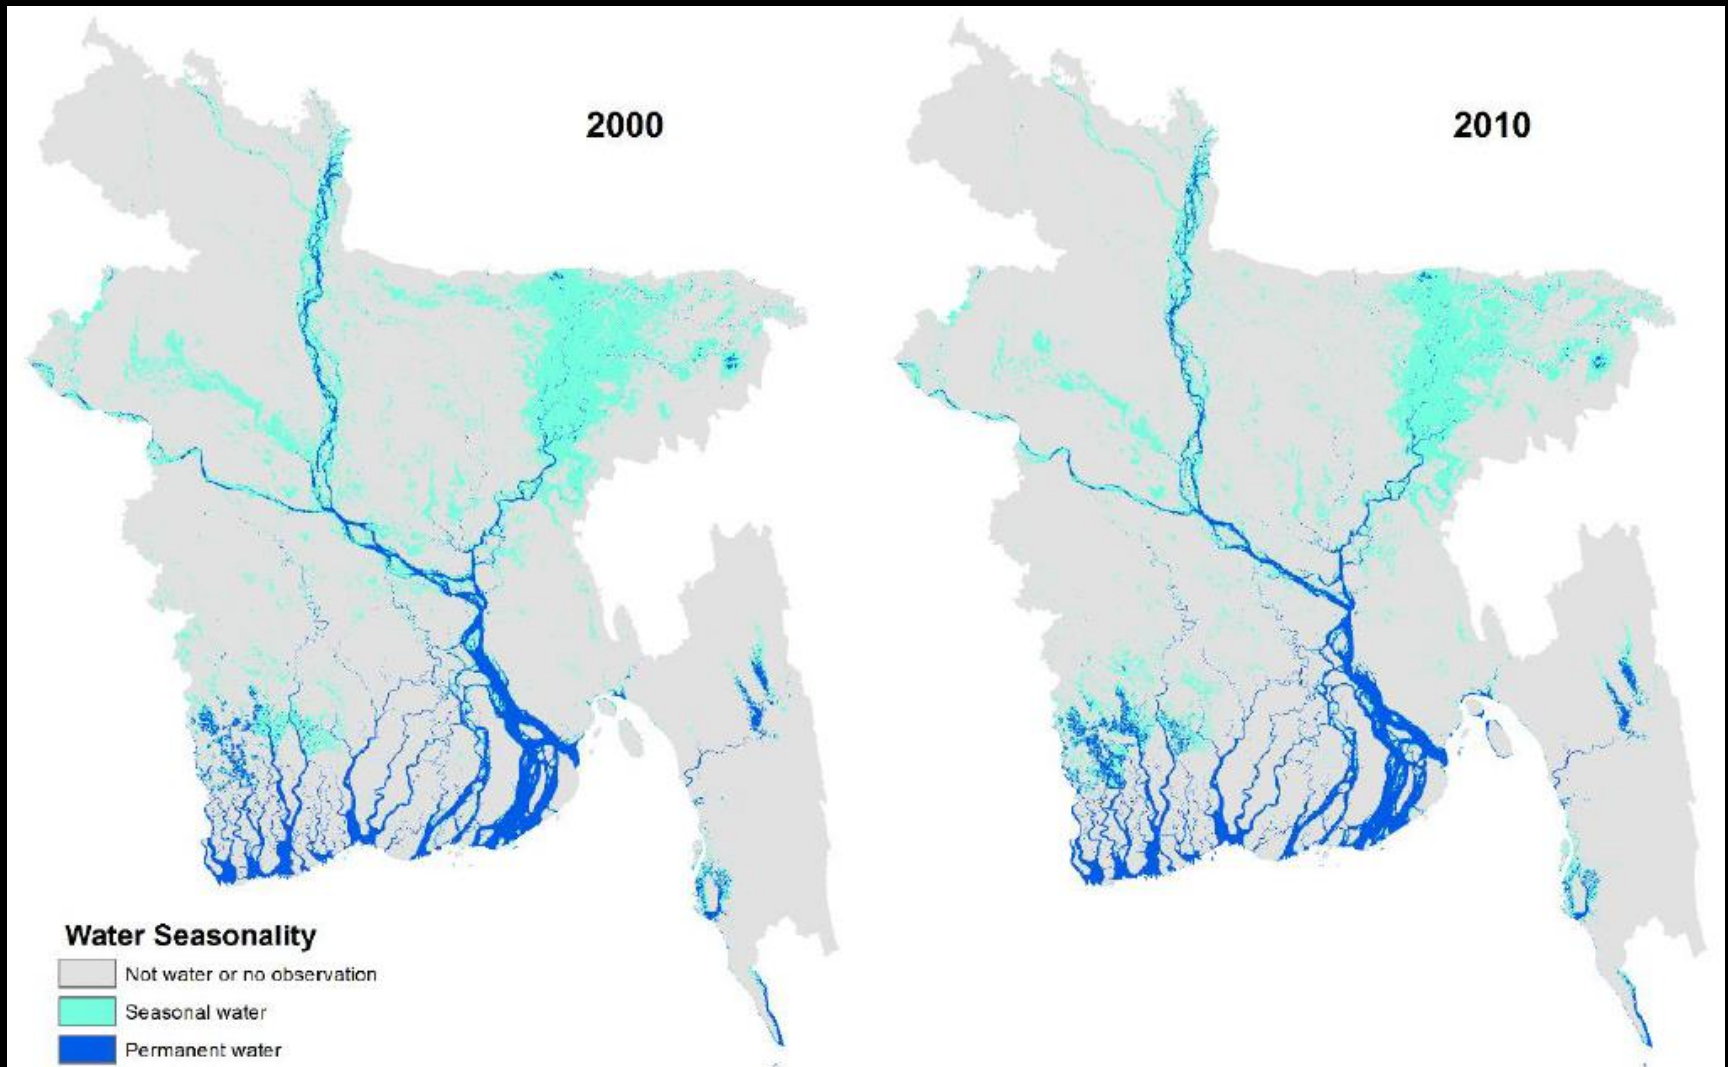 2000
2010
Water Seasonality
Not water or no observation
Seasonal water
Permanent water